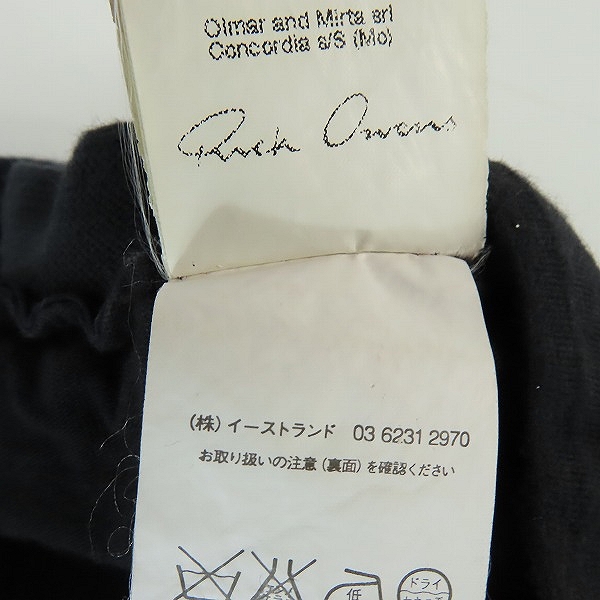 Olmar and Mirta srl
Concordia s/S (Mo)
Rick Owens
(株)イーストランド 03 6231 2970
お取り扱いの注意(裏面)を確認ください
低
ドライ